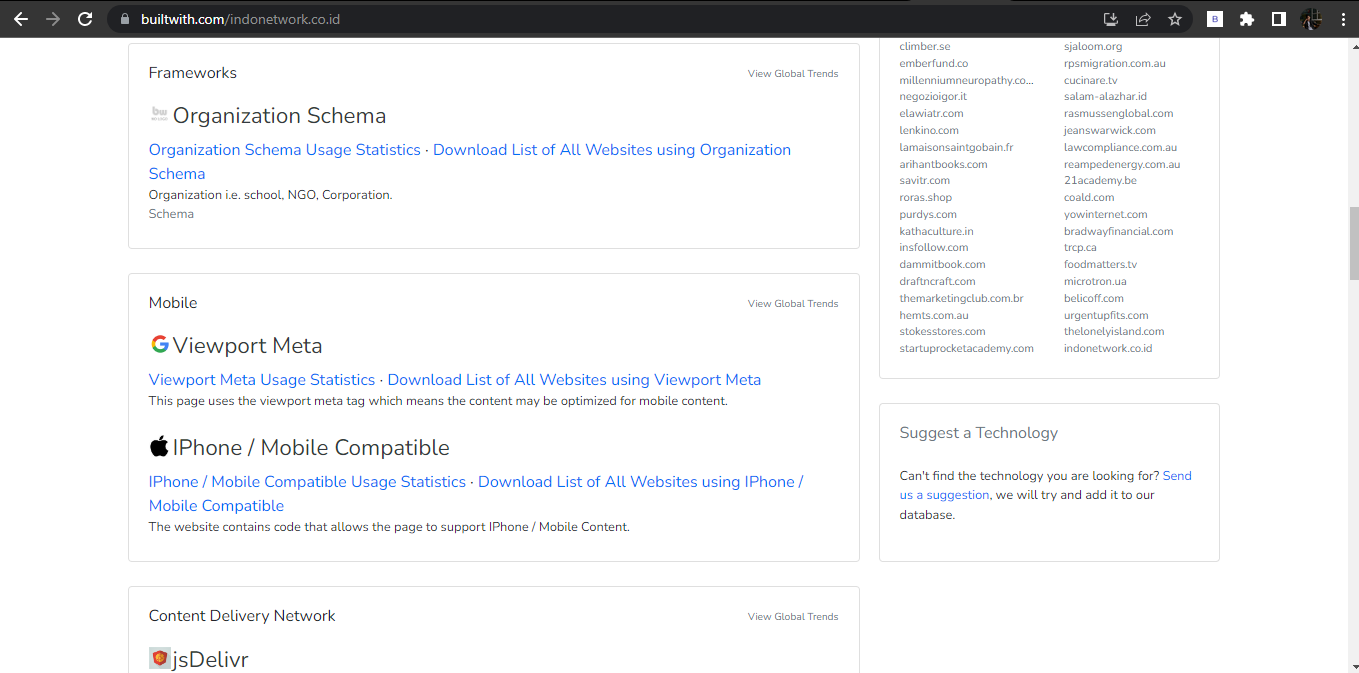 builtwith.com/indonetwork.co.id
B
Frameworks
View Global Trends
Organization Schema
Organization Schema Usage Statistics · Download List of All Websites using Organization
Schema
Organization i.e. school, NGO, Corporation.
Schema
Mobile
View Global Trends
Viewport Meta
Viewport Meta Usage Statistics · Download List of All Websites using Viewport Meta
This page uses the viewport meta tag which means the content may be optimized for mobile content.
IPhone / Mobile Compatible
IPhone / Mobile Compatible Usage Statistics · Download List of All Websites using IPhone /
Mobile Compatible
The website contains code that allows the page to support IPhone / Mobile Content.
Content Delivery Network
View Global Trends
jsDelivr
climber.se
emberfund.co
millenniumneuropathy.co...
negozioigor.it
elawiatr.com
lenkino.com
lamaisonsaintgobain.fr
arihantbooks.com
savitr.com
roras.shop
purdys.com
kathaculture.in
insfollow.com
dammitbook.com
draftncraft.com
themarketingclub.com.br
hemts.com.au
stokesstores.com
startuprocketacademy.com
sjaloom.org
rpsmigration.com.au
cucinare.tv
salam-alazhar.id
rasmussenglobal.com
jeanswarwick.com
lawcompliance.com.au
reampedenergy.com.au
21academy.be
coald.com
yowinternet.com
bradwayfinancial.com
trcp.ca
foodmatters.tv
microtron.ua
belicoff.com
urgentupfits.com
thelonelyisland.com
indonetwork.co.id
Suggest a Technology
Can't find the technology you are looking for? Send
us a suggestion, we will try and add it to our
database.